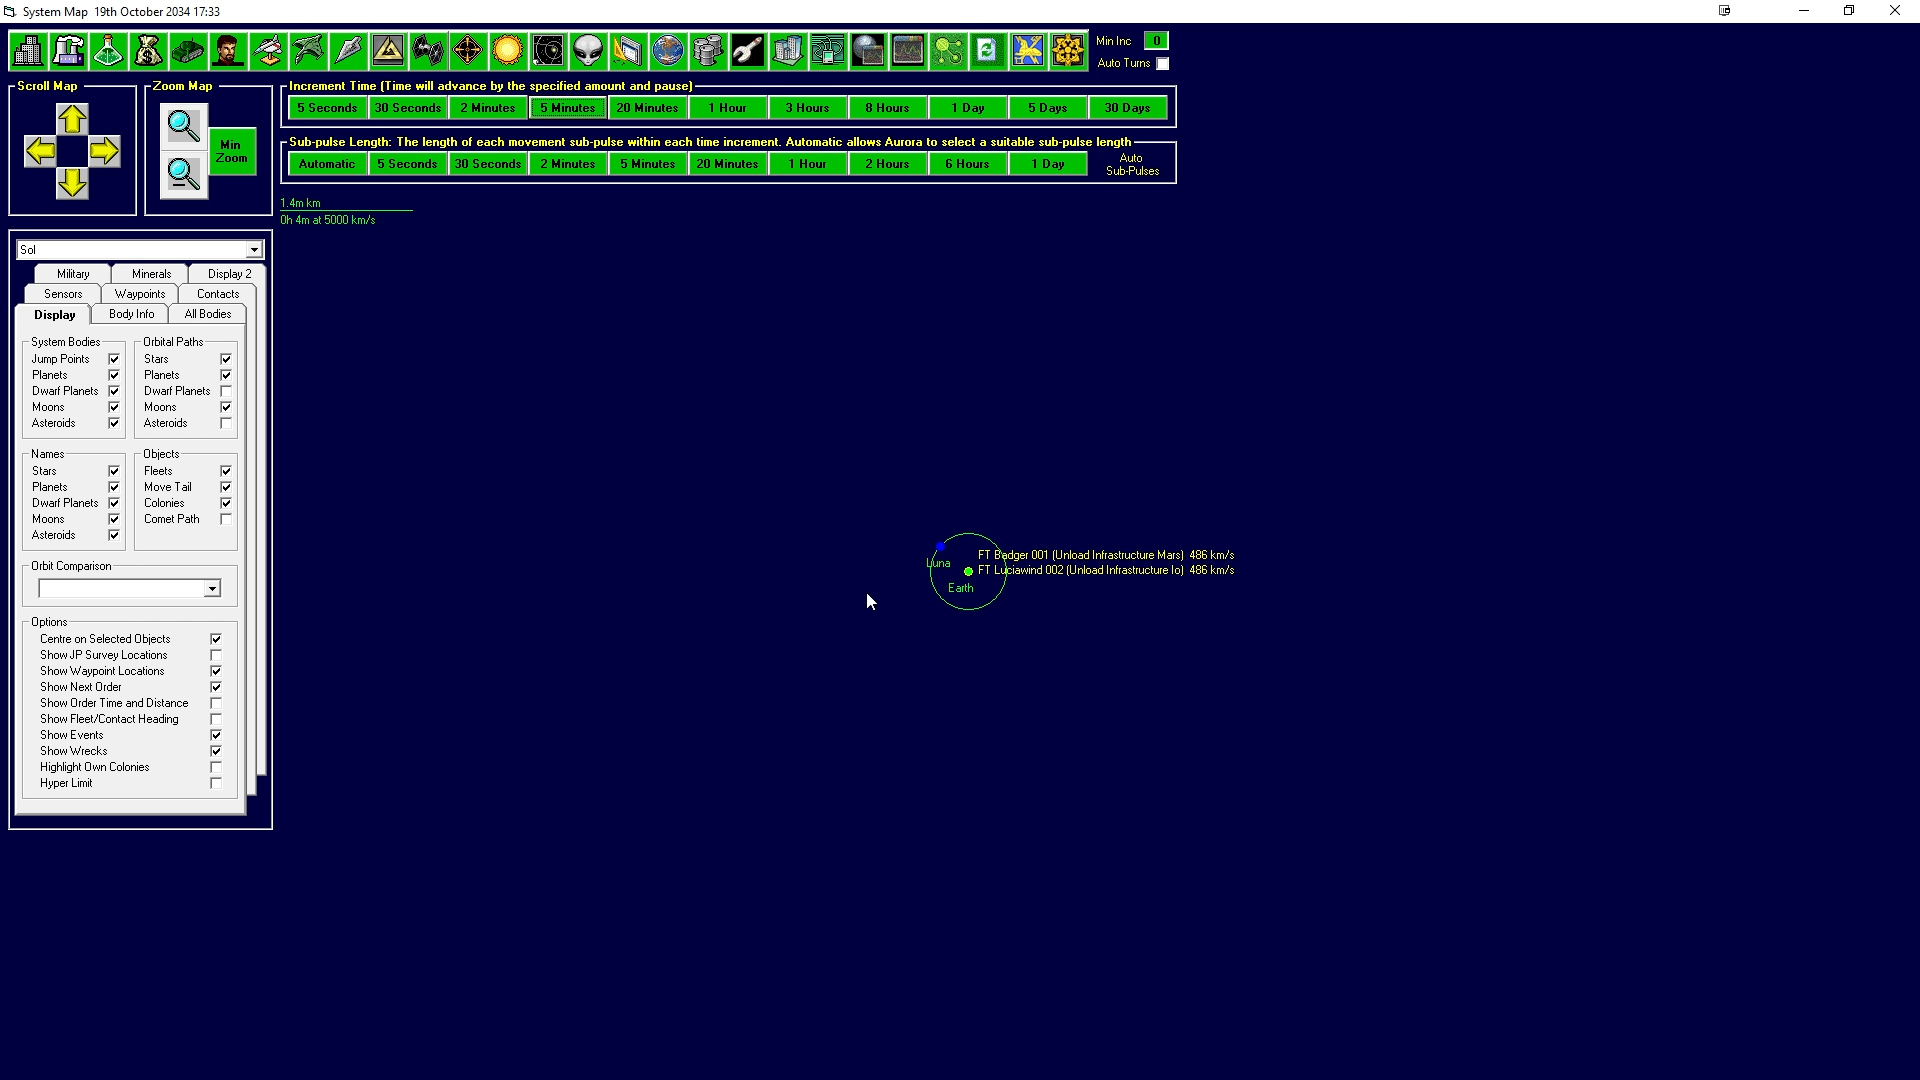 System Map 19th October 2034 17:33
Min Inc 0
Auto Turns
Scroll Map
Zoom Map
Min Zoom
Increment Time (Time will advance by the specified amount and pause)
5 Seconds 30 Seconds 2 Minutes 5 Minutes 20 Minutes 1 Hour 3 Hours 8 Hours 1 Day 5 Days 30 Days
Sub-pulse Length: The length of each movement sub-pulse within each time increment. Automatic allows Aurora to select a suitable sub-pulse length
Automatic 5 Seconds 30 Seconds 2 Minutes 5 Minutes 20 Minutes 1 Hour 2 Hours 6 Hours 1 Day
Auto
Sub-Pulses
1.4m km
0h 4m at 5000 km/s
Sol
Military Minerals Display 2
Sensors Waypoints Contacts
Display Body Info All Bodies
System Bodies
Jump Points
Planets
Dwarf Planets
Moons
Asteroids
Orbital Paths
Stars
Planets
Dwarf Planets
Moons
Asteroids
Names
Stars
Planets
Dwarf Planets
Moons
Asteroids
Objects
Fleets
Move Tail
Colonies
Comet Path
Orbit Comparison
Options
Centre on Selected Objects
Show JP Survey Locations
Show Waypoint Locations
Show Next Order
Show Order Time and Distance
Show Fleet/Contact Heading
Show Events
Show Wrecks
Highlight Own Colonies
Hyper Limit
FT Badger 001 (Unload Infrastructure Mars) 486 km/s
Luna
FT Luciawind 002 (Unload Infrastructure Io) 486 km/s
Earth